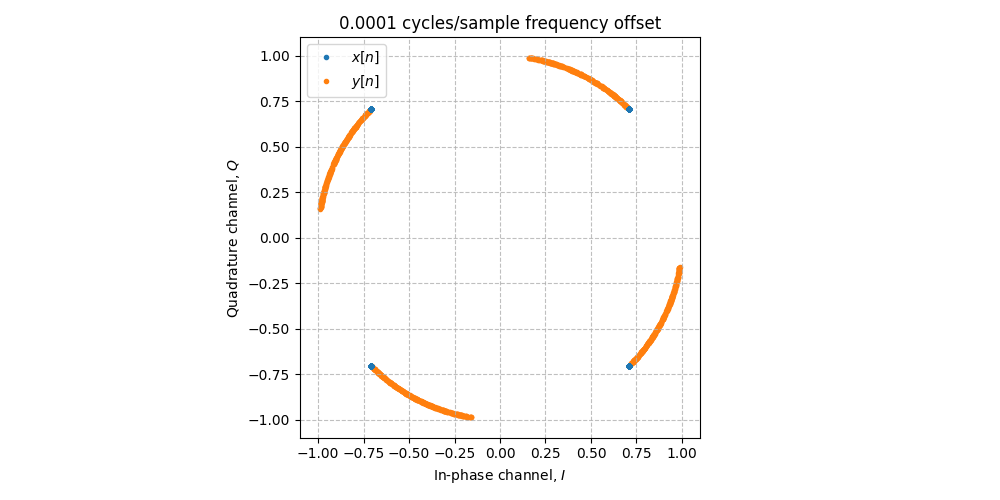 0.0001 cycles/sample frequency offset
x[n]
y[n]
Quadrature channel, Q
1.00
0.75
0.50
0.25
0.00
−0.25
−0.50
−0.75
−1.00
−1.00 −0.75 −0.50 −0.25 0.00 0.25 0.50 0.75 1.00
In-phase channel, I